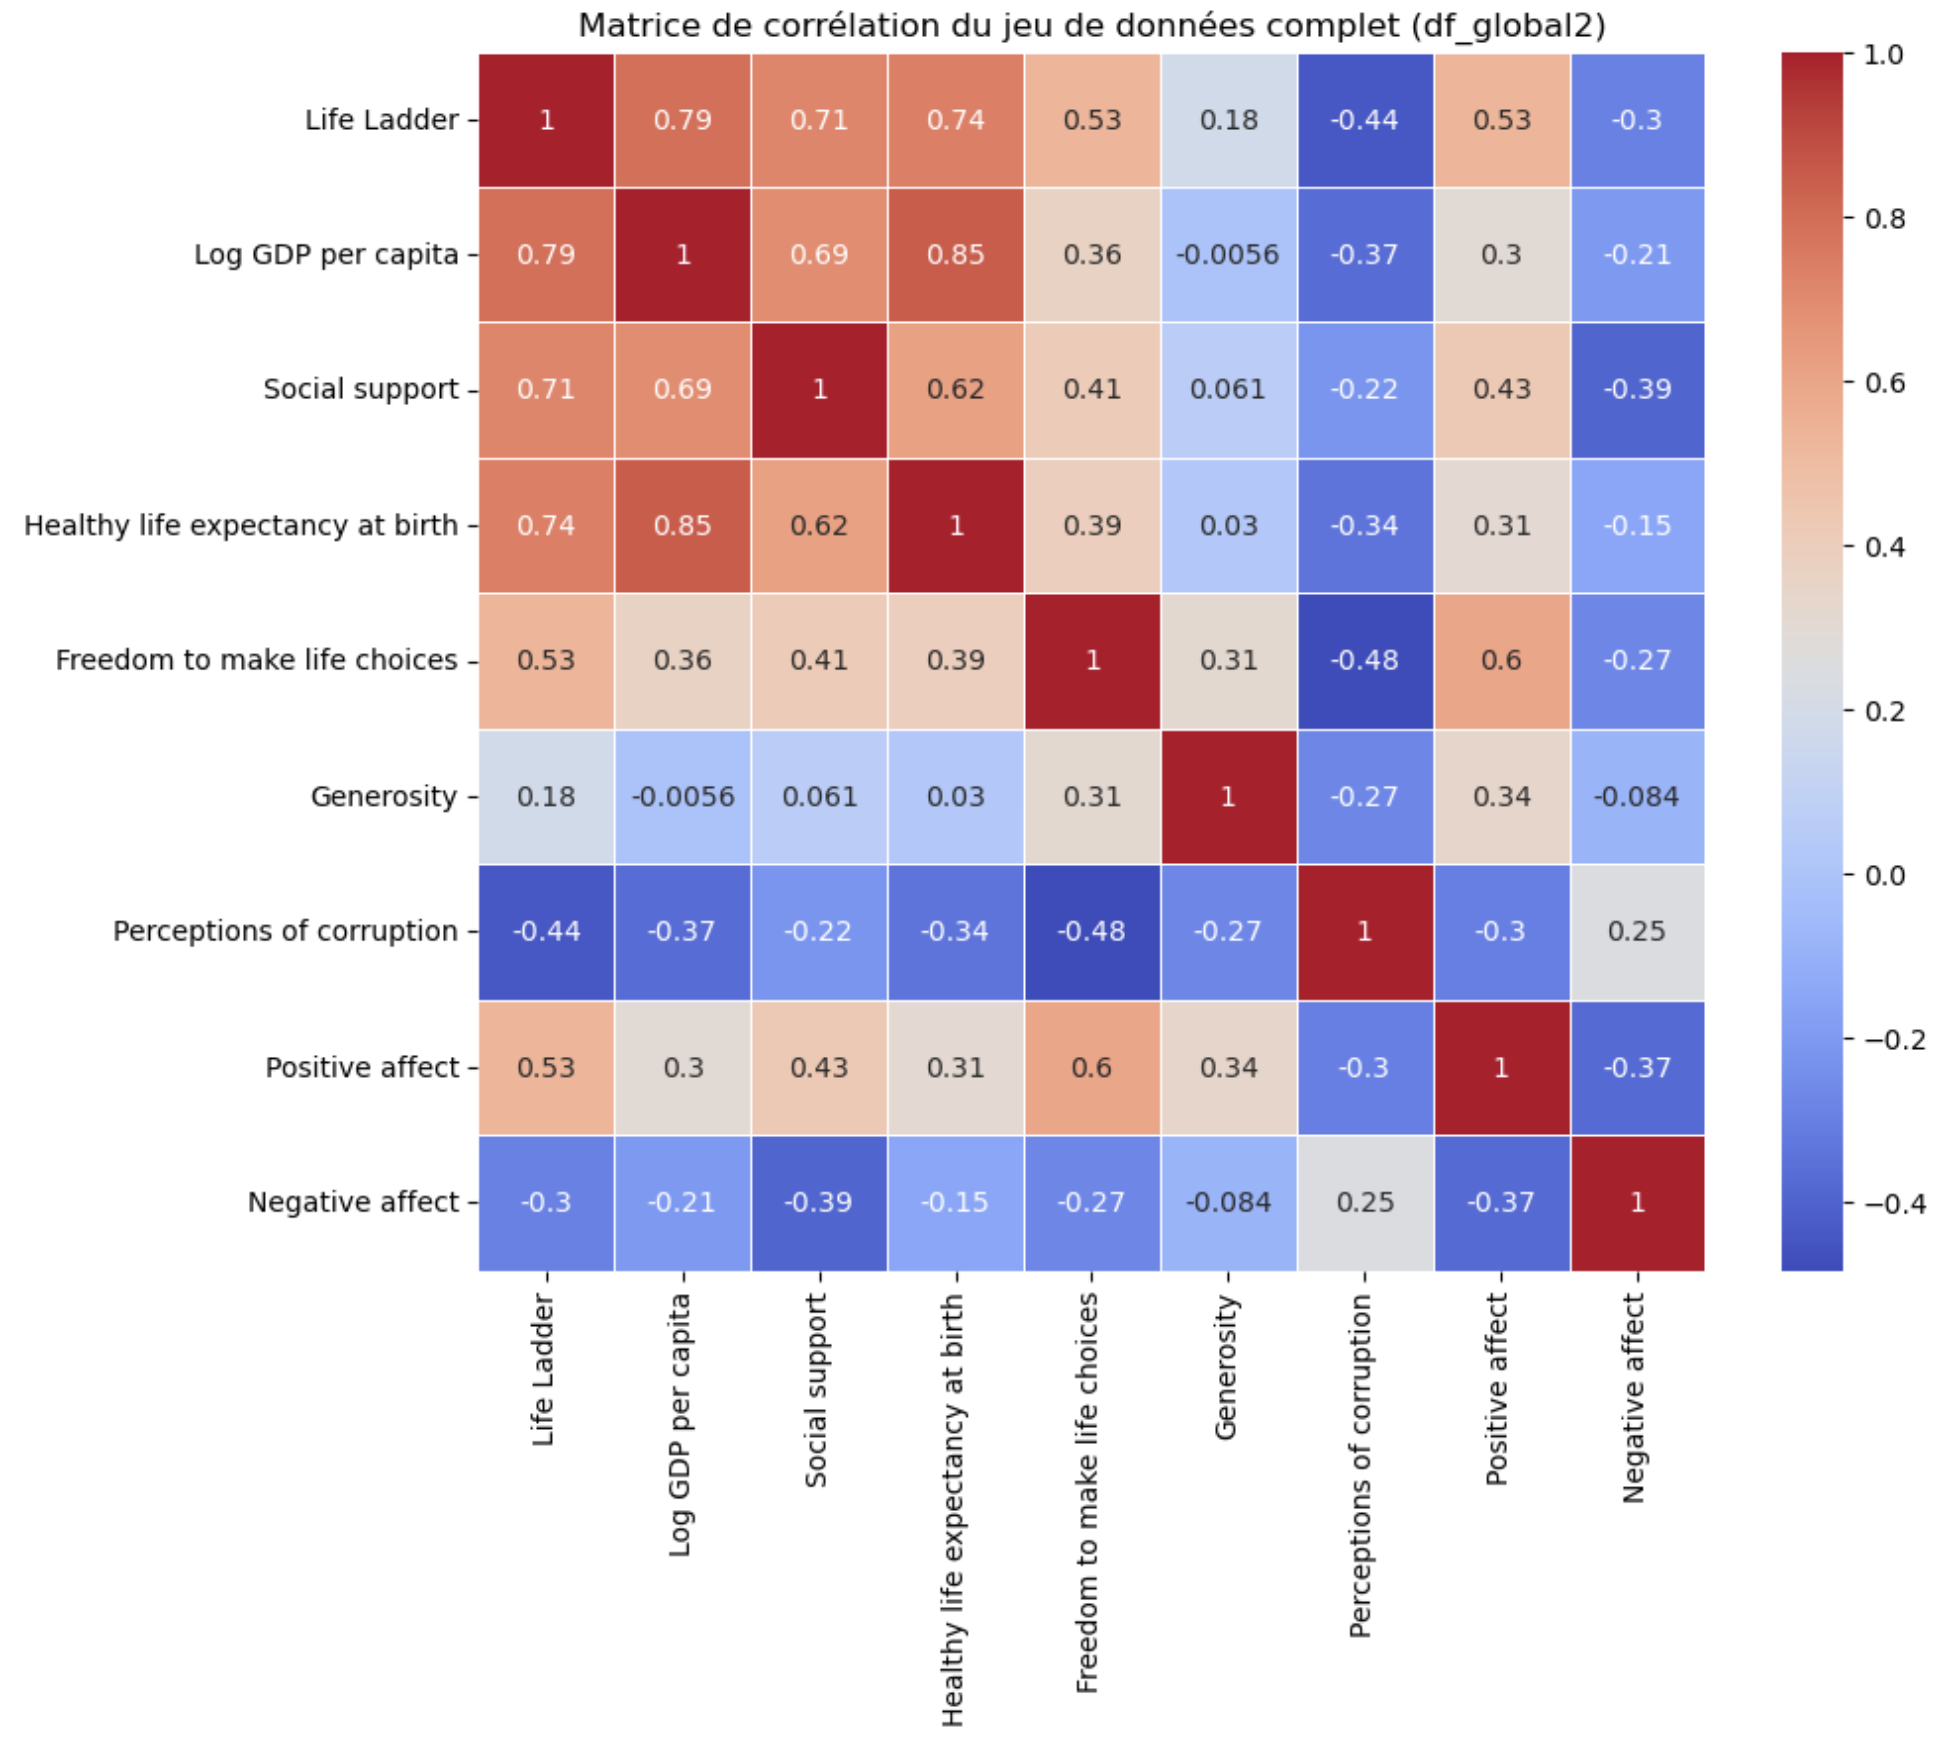 Matrice de corrélation du jeu de données complet (df_global2)
Life Ladder 1 0.79 0.71 0.74 0.53 0.18 -0.44 0.53 -0.3
Log GDP per capita 0.79 1 0.69 0.85 0.36 -0.0056 -0.37 0.3 -0.21
Social support 0.71 0.69 1 0.62 0.41 0.061 -0.22 0.43 -0.39
Healthy life expectancy at birth 0.74 0.85 0.62 1 0.39 0.03 -0.34 0.31 -0.15
Freedom to make life choices 0.53 0.36 0.41 0.39 1 0.31 -0.48 0.6 -0.27
Generosity 0.18 -0.0056 0.061 0.03 0.31 1 -0.27 0.34 -0.084
Perceptions of corruption -0.44 -0.37 -0.22 -0.34 -0.48 -0.27 1 -0.3 0.25
Positive affect 0.53 0.3 0.43 0.31 0.6 0.34 -0.3 1 -0.37
Negative affect -0.3 -0.21 -0.39 -0.15 -0.27 -0.084 0.25 -0.37 1
Life Ladder
Log GDP per capita
Social support
Healthy life expectancy at birth
Freedom to make life choices
Generosity
Perceptions of corruption
Positive affect
Negative affect
1.0
0.8
0.6
0.4
0.2
0.0
−0.2
−0.4